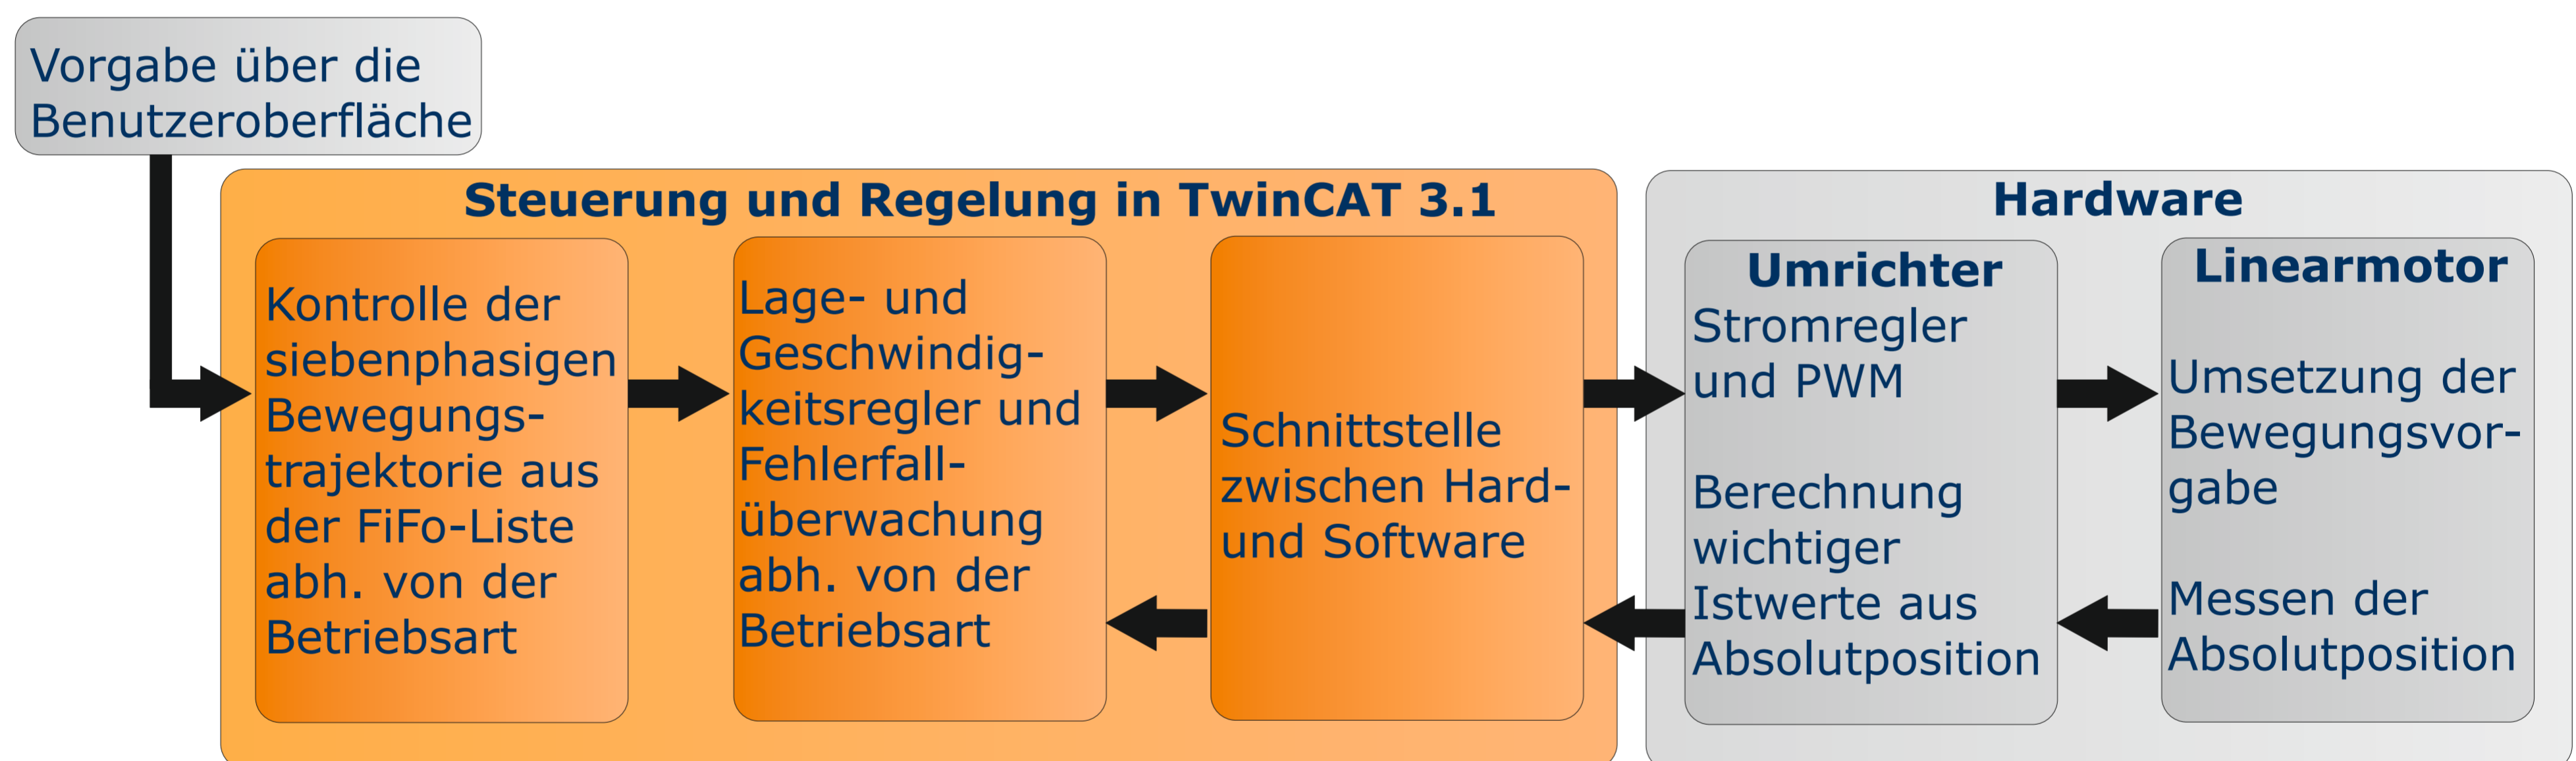 Vorgabe über die
Benutzeroberfläche
Steuerung und Regelung in TwinCAT 3.1
Kontrolle der
siebenphasigen
Bewegungs-
trajektorie aus
der FiFo-Liste
abh. von der
Betriebsart
Lage- und
Geschwindig-
keitsregler und
Fehlerfall-
überwachung
abh. von der
Betriebsart
Schnittstelle
zwischen Hard-
und Software
Hardware
Umrichter
Stromregler
und PWM
Berechnung
wichtiger
Istwerte aus
Absolutposition
Linearmotor
Umsetzung der
Bewegungsvor-
gabe
Messen der
Absolutposition